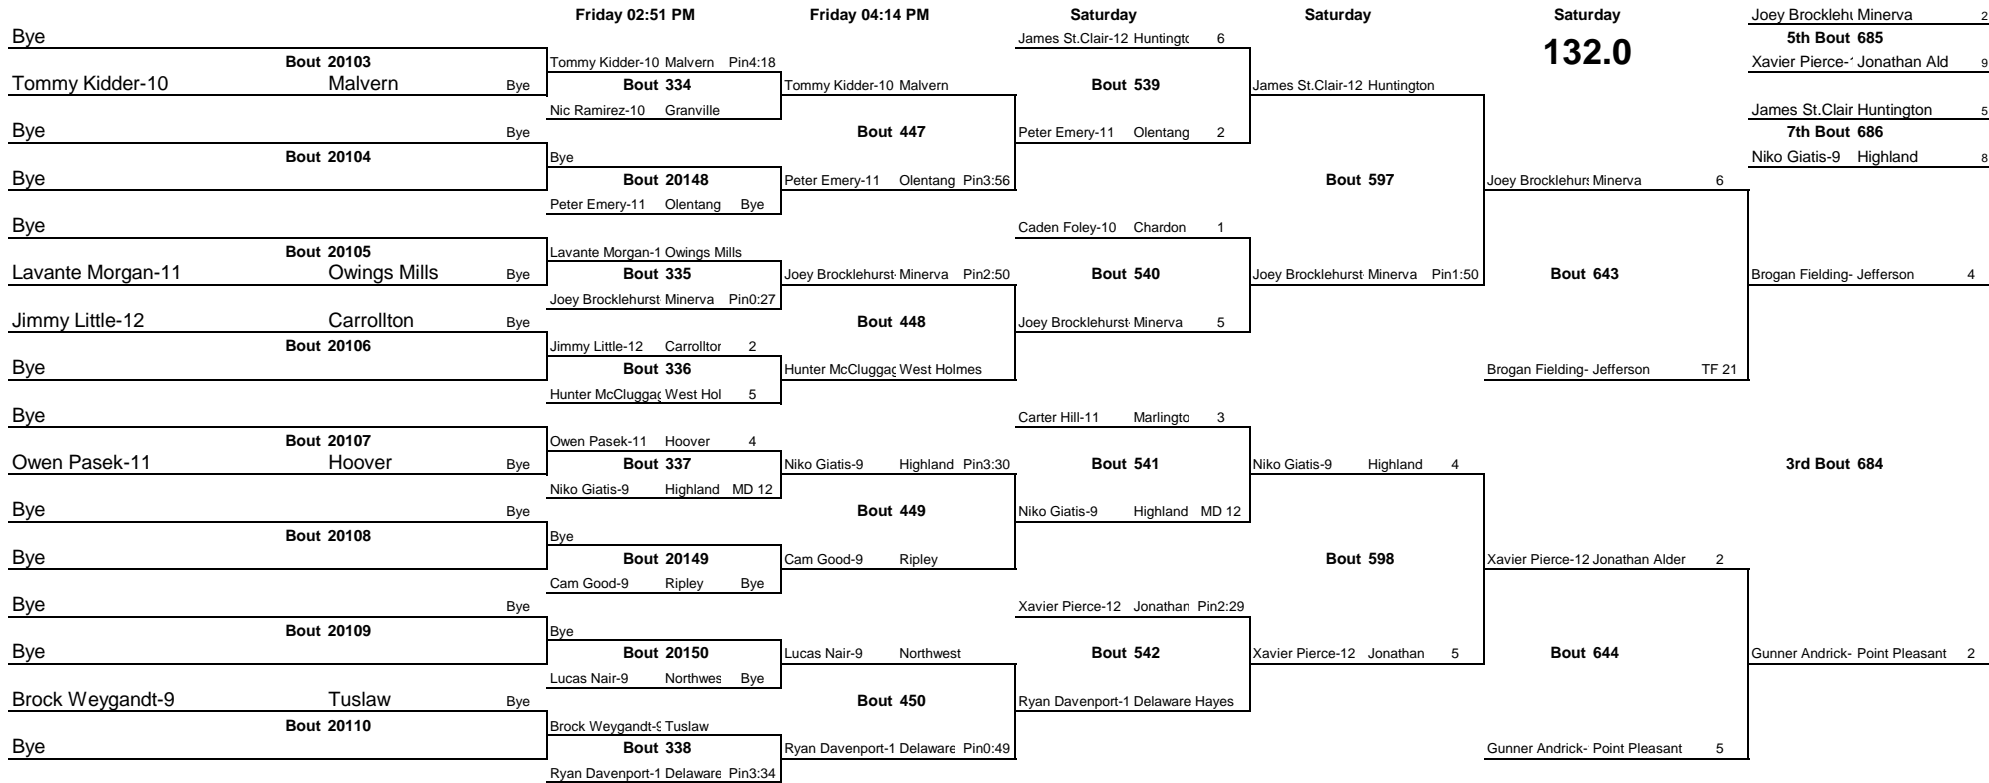 Friday 02:51 PM Friday 04:14 PM Saturday Saturday Saturday
132.0
Bye
Bout 20103
Tommy Kidder-10 Malvern Bye
Bye Bye
Bout 20104
Bye
Bye
Bout 20105
Lavante Morgan-11 Owings Mills Bye
Jimmy Little-12 Carrollton Bye
Bout 20106
Bye
Bye
Bout 20107
Owen Pasek-11 Hoover Bye
Bye Bye
Bout 20108
Bye
Bye Bye
Bout 20109
Bye
Brock Weygandt-9 Tuslaw Bye
Bout 20110
Bye
Tommy Kidder-10 Malvern Pin4:18
Bout 334
Nic Ramirez-10 Granville
Bye
Bout 20148
Peter Emery-11 Olentang Bye
Lavante Morgan-1 Owings Mills
Bout 335
Joey Brocklehurst- Minerva Pin0:27
Jimmy Little-12 Carrollton 2
Bout 336
Hunter McCluggag West Hol 5
Owen Pasek-11 Hoover 4
Bout 337
Niko Giatis-9 Highland MD 12
Bye
Bout 20149
Cam Good-9 Ripley Bye
Bye
Bout 20150
Lucas Nair-9 Northwes Bye
Brock Weygandt-9 Tuslaw
Bout 338
Ryan Davenport-1 Delaware Pin3:34
Tommy Kidder-10 Malvern
Bout 447
Peter Emery-11 Olentang Pin3:56
Joey Brocklehurst- Minerva Pin2:50
Bout 448
Hunter McCluggag West Holmes
Niko Giatis-9 Highland Pin3:30
Bout 449
Cam Good-9 Ripley
Lucas Nair-9 Northwest
Bout 450
Ryan Davenport-1 Delaware Pin0:49
James St.Clair-12 Huntingto 6
Bout 539
Peter Emery-11 Olentang 2
Caden Foley-10 Chardon 1
Bout 540
Joey Brocklehurst- Minerva 5
Carter Hill-11 Marlingto 3
Bout 541
Niko Giatis-9 Highland MD 12
Xavier Pierce-12 Jonathan Pin2:29
Bout 542
Ryan Davenport-1 Delaware Hayes
James St.Clair-12 Huntington
Bout 597
Joey Brocklehurst- Minerva Pin1:50
Niko Giatis-9 Highland 4
Bout 598
Xavier Pierce-12 Jonathan 5
Joey Brocklehurs Minerva 6
Bout 643
Brogan Fielding- Jefferson TF 21
Xavier Pierce-12 Jonathan Alder 2
Bout 644
Gunner Andrick- Point Pleasant 5
Joey Brocklehu Minerva 2
5th Bout 685
Xavier Pierce-1 Jonathan Ald 9
James St.Clair Huntington 5
7th Bout 686
Niko Giatis-9 Highland 8
Brogan Fielding- Jefferson 4
3rd Bout 684
Gunner Andrick- Point Pleasant 2